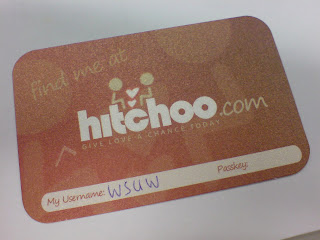 find me at
hitchoo.com
GIVE LOVE A CHANCE TODAY
My Username: WSUW Passkey: